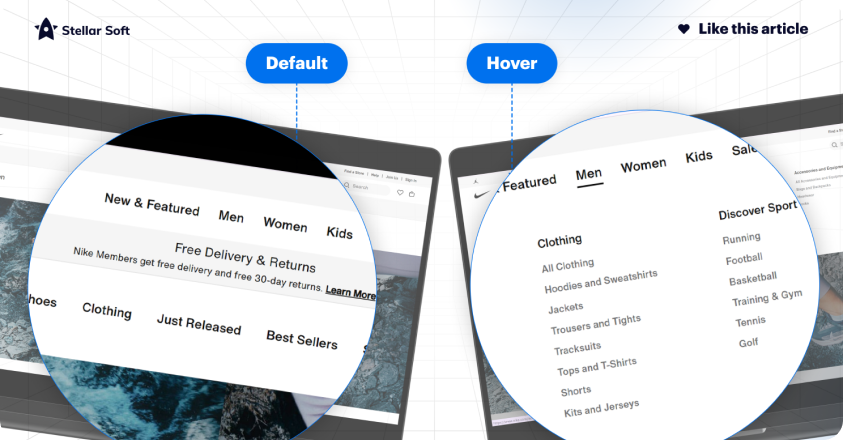 Stellar Soft
Like this article
Default
Hover
Find a Store | Help | Join Us | Sign In
Search
New & Featured Men Women Kids
Free Delivery & Returns
Nike Members get free delivery and free 30-day returns. Learn More
hoes Clothing Just Released Best Sellers
Featured Men Women Kids Sale
Clothing
All Clothing
Hoodies and Sweatshirts
Jackets
Trousers and Tights
Tracksuits
Tops and T-Shirts
Shorts
Kits and Jerseys
Discover Sport
Running
Football
Basketball
Training & Gym
Tennis
Golf